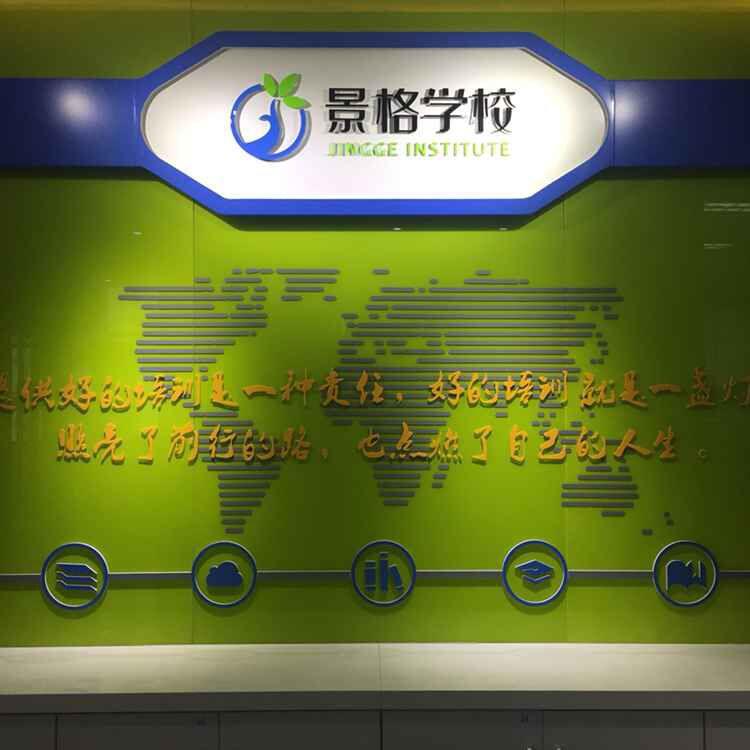 景格学校
JINGGE INSTITUTE
是供好的培训是一种责任，好的培训就是一盏灯
照亮了前行的路，也点燃了自己的人生。